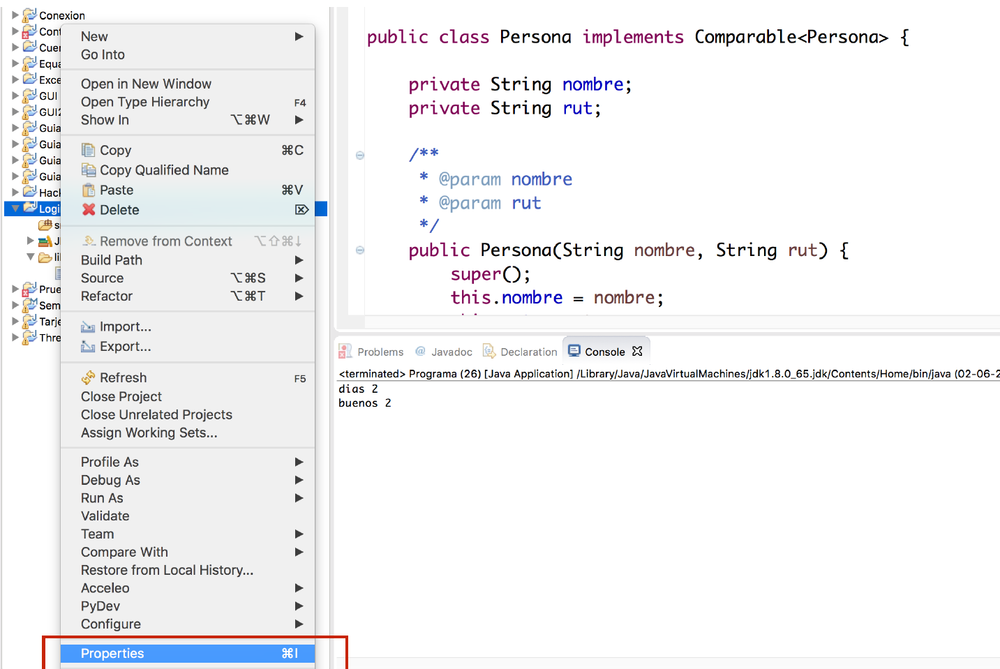 Conexion
Cont
Cuen
Equa
Exce
GUI
GUI2
Guia
Guia
Guia
Guia
Hack
Logi
s
J
li
Prue
Sem
Tarje
Thre
New
Go Into
Open in New Window
Open Type Hierarchy F4
Show In ⌥⌘W
Copy ⌘C
Copy Qualified Name
Paste ⌘V
Delete ⌦
Remove from Context ⌥⇧⌘↓
Build Path
Source ⌥⌘S
Refactor ⌥⌘T
Import...
Export...
Refresh F5
Close Project
Close Unrelated Projects
Assign Working Sets...
Profile As
Debug As
Run As
Validate
Team
Compare With
Restore from Local History...
Acceleo
PyDev
Configure
Properties ⌘I
public class Persona implements Comparable<Persona> {
private String nombre;
private String rut;
/**
* @param nombre
* @param rut
*/
public Persona(String nombre, String rut) {
super();
this.nombre = nombre;
Problems Javadoc Declaration Console
<terminated> Programa (26) [Java Application] /Library/Java/JavaVirtualMachines/jdk1.8.0_65.jdk/Contents/Home/bin/java (02-06-2
dias 2
buenos 2